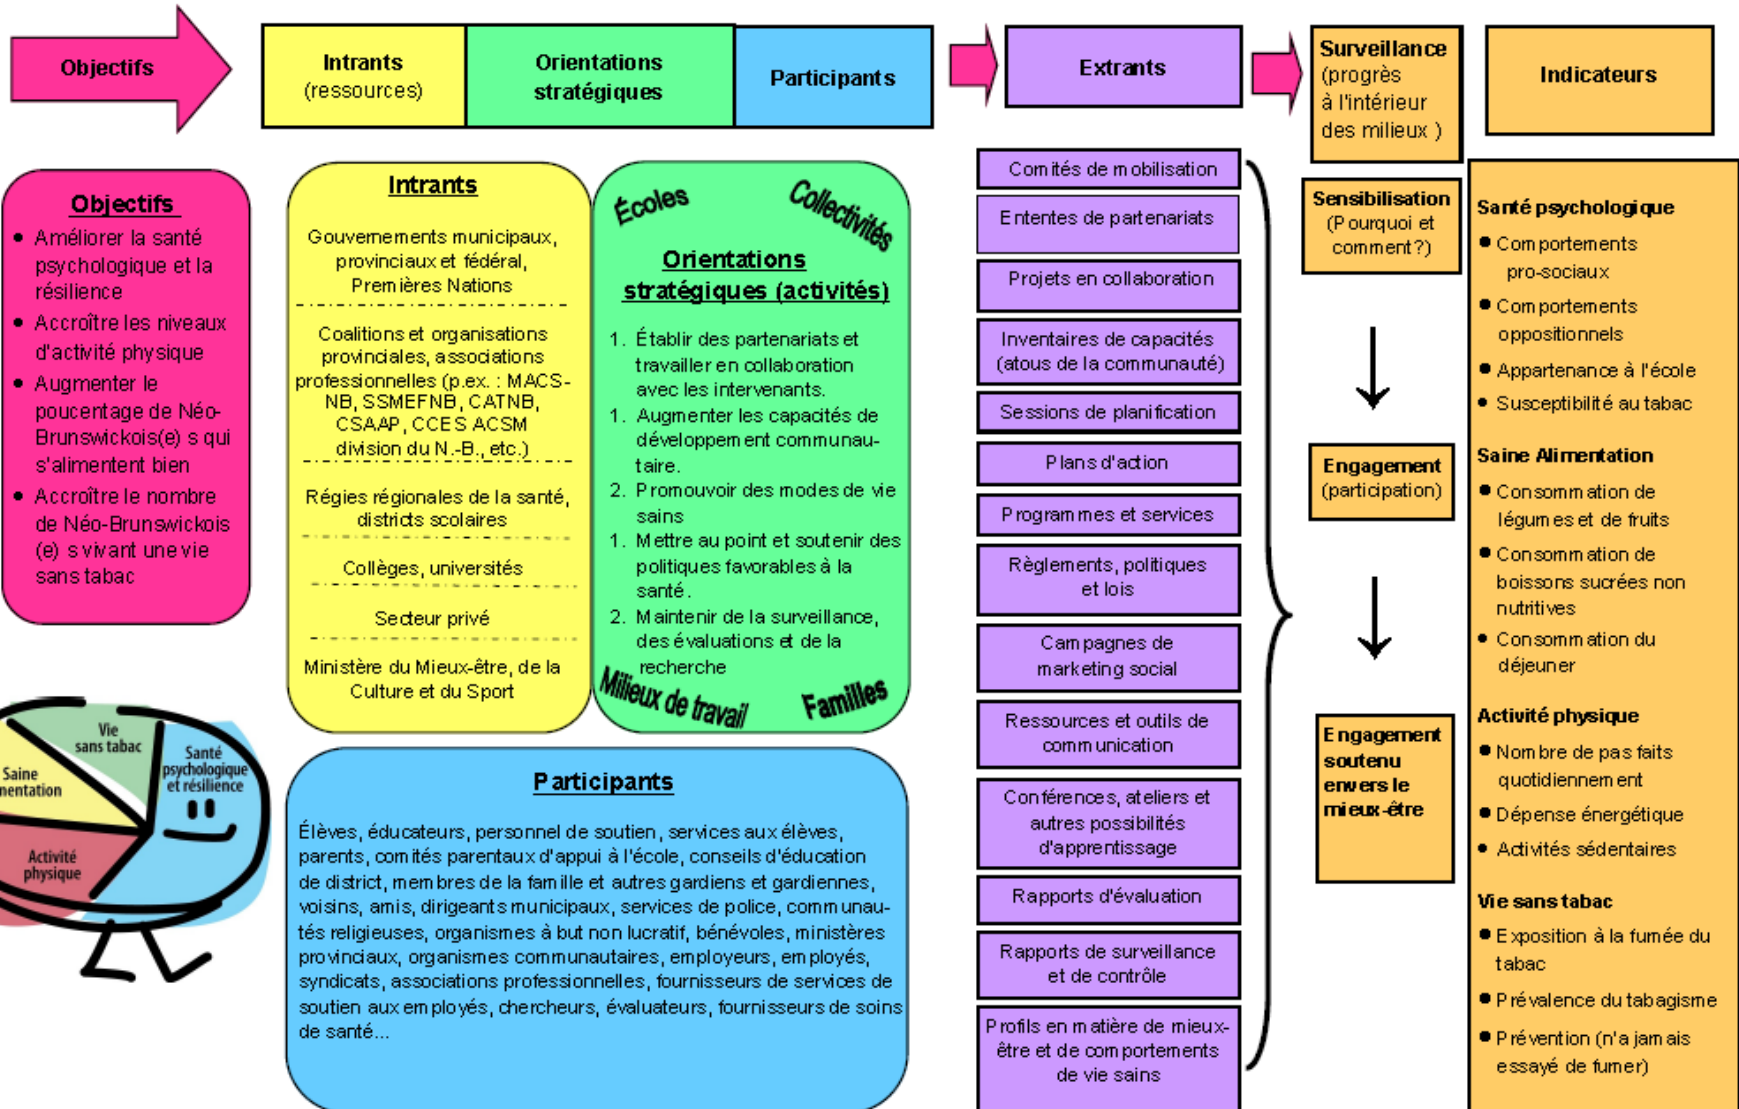 Objectifs
Intrants
(ressources)
Orientations
stratégiques
Participants
Extrants
Surveillance
(progrès
à l'intérieur
des milieux )
Indicateurs
Objectifs
• Améliorer la santé
psychologique et la
résilience
• Accroître les niveaux
d'activité physique
• Augmenter le
poucentage de Néo-
Brunswickois(e) s qui
s'alimentent bien
• Accroître le nombre
de Néo-Brunswickois
(e) s vivant une vie
sans tabac
Vie
sans tabac
Santé
psychologique
et résilience
Saine
mentation
Activité
physique
Intrants
Gouvernements municipaux,
provinciaux et fédéral,
Premières Nations
Coalitions et organisations
provinciales, associations
professionnelles (p.ex. : MACS-
NB, SSMEFNB, CATNB,
CSAAP, CCES ACSM
division du N.-B., etc.)
Régies régionales de la santé,
districts scolaires
Collèges, universités
Secteur privé
Ministère du Mieux-être, de la
Culture et du Sport
Écoles
Collectivités
Orientations
stratégiques (activités)
1. Établir des partenariats et
travailler en collaboration
avec les intervenants.
1. Augmenter les capacités de
développement communau-
taire.
2. Promouvoir des modes de vie
sains
1. Mettre au point et soutenir des
politiques favorables à la
santé.
2. Maintenir de la surveillance,
des évaluations et de la
recherche
Milieux de travail
Familles
Participants
Élèves, éducateurs, personnel de soutien, services aux élèves,
parents, comités parentaux d'appui à l'école, conseils d'éducation
de district, membres de la famille et autres gardiens et gardiennes,
voisins, amis, dirigeants municipaux, services de police, communau-
tés religieuses, organismes à but non lucratif, bénévoles, ministères
provinciaux, organismes communautaires, employeurs, employés,
syndicats, associations professionnelles, fournisseurs de services de
soutien aux employés, chercheurs, évaluateurs, fournisseurs de soins
de santé...
Comités de mobilisation
Ententes de partenariats
Projets en collaboration
Inventaires de capacités
(atous de la communauté)
Sessions de planification
Plans d'action
Programmes et services
Règlements, politiques
et lois
Campagnes de
marketing social
Ressources et outils de
communication
Conférences, ateliers et
autres possibilités
d'apprentissage
Rapports d'évaluation
Rapports de surveillance
et de contrôle
Profils en matière de mieux-
être et de comportements
de vie sains
Sensibilisation
(Pourquoi et
comment?)
Engagement
(participation)
Engagement
soutenu
envers le
mieux-être
Santé psychologique
• Comportements
pro-sociaux
• Comportements
oppositionnels
• Appartenance à l'école
• Susceptibilité au tabac
Saine Alimentation
• Consommation de
légumes et de fruits
• Consommation de
boissons sucrées non
nutritives
• Consommation du
déjeuner
Activité physique
• Nombre de pas faits
quotidiennement
• Dépense énergétique
• Activités sédentaires
Vie sans tabac
• Exposition à la fumée du
tabac
• Prévalence du tabagisme
• Prévention (n'a jamais
essayé de fumer)